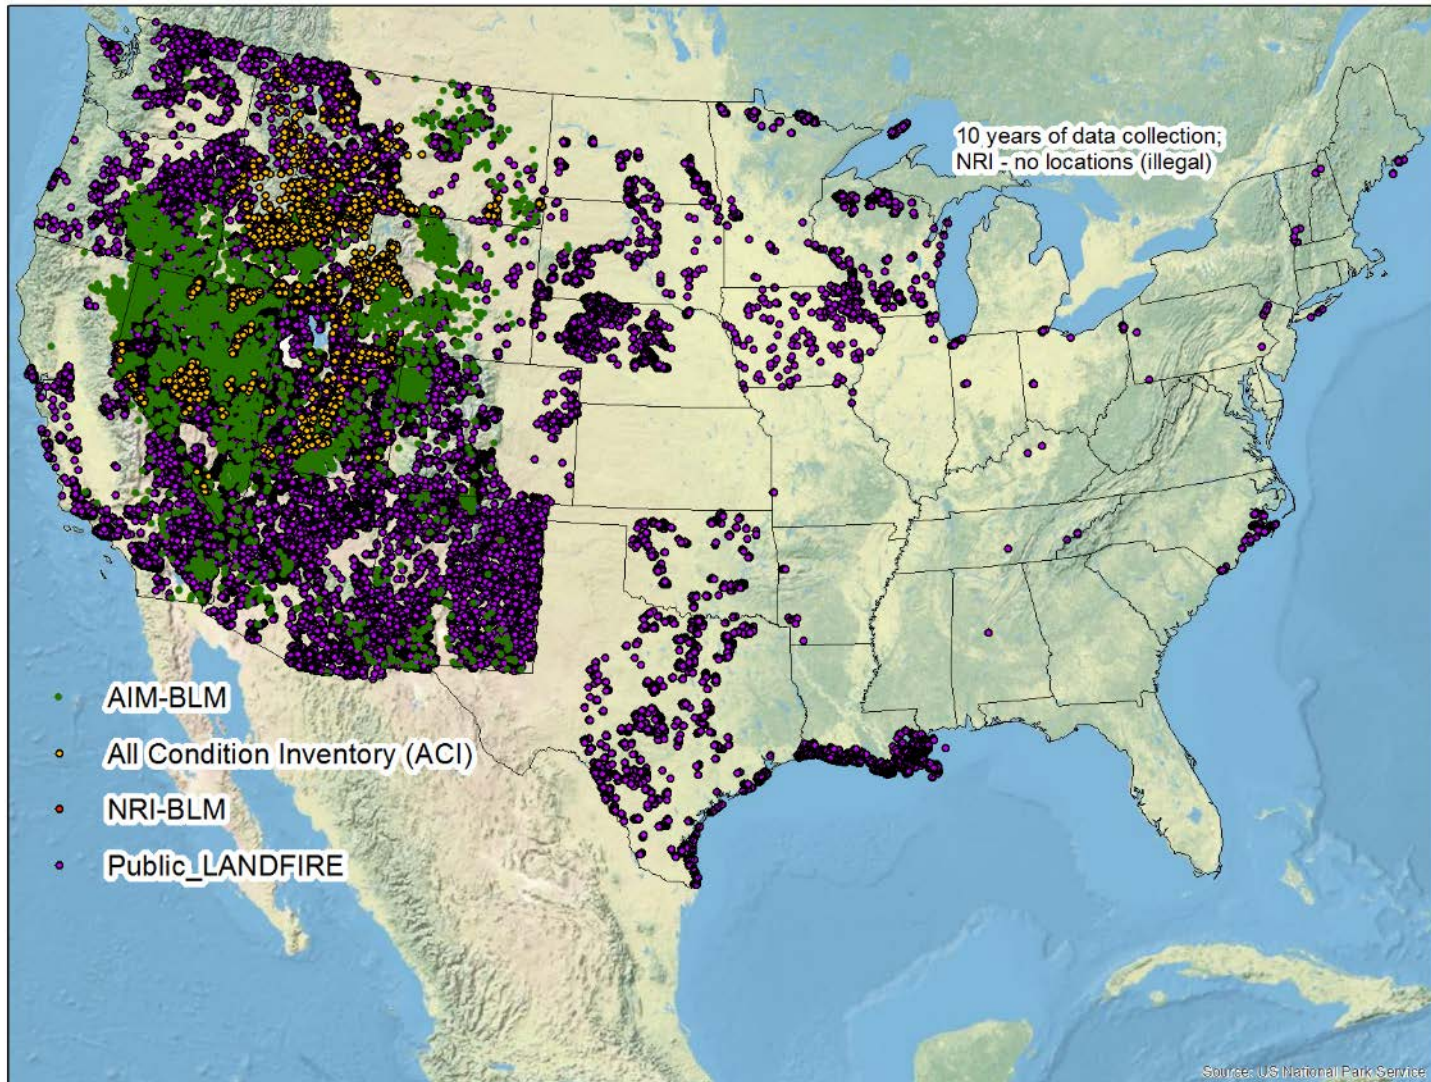 10 years of data collection;
NRI - no locations (illegal)
AIM-BLM
All Condition Inventory (ACI)
NRI-BLM
Public_LANDFIRE
Source: US National Park Service